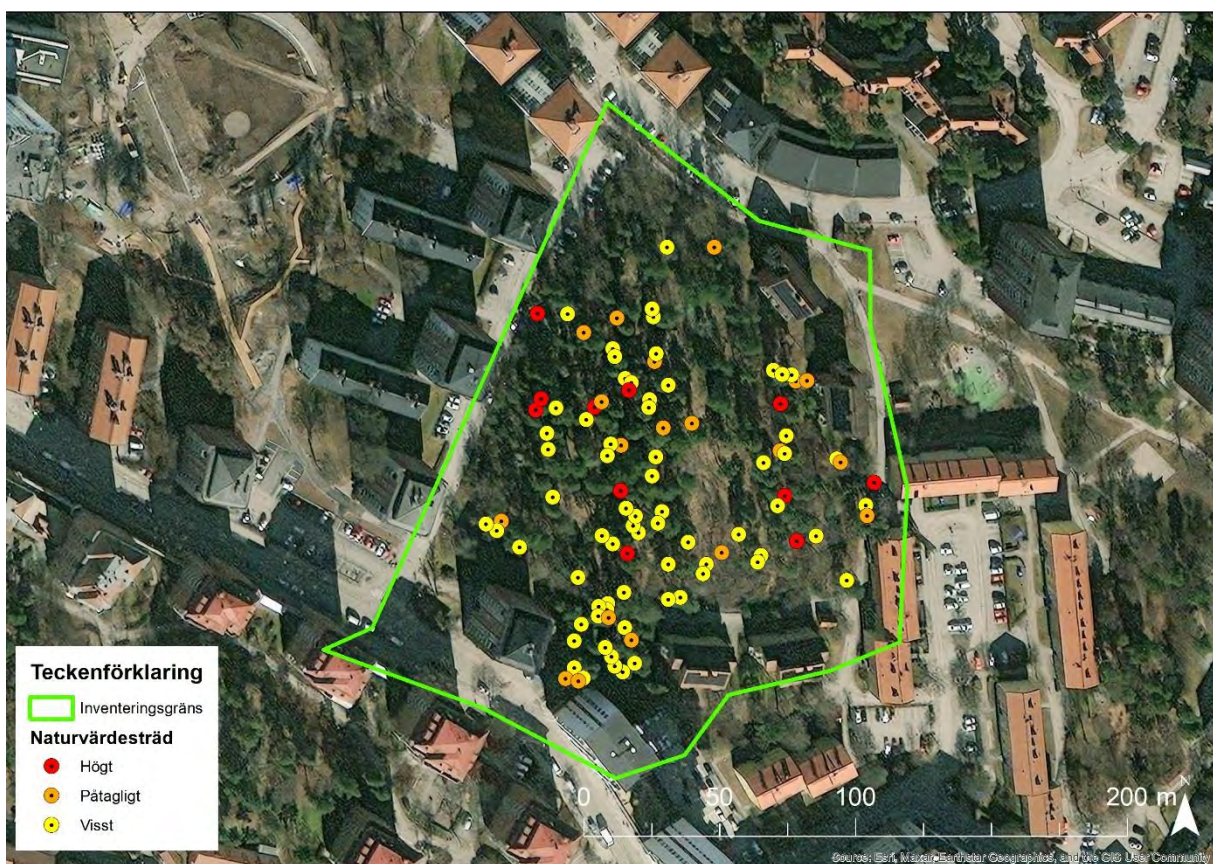 Teckenförklaring
Inventeringsgräns
Naturvärdesträd
Högt
Påtagligt
Visst
0 50 100 200 m
N
Source: Esri, Maxar, Earthstar Geographics, and the GIS User Community